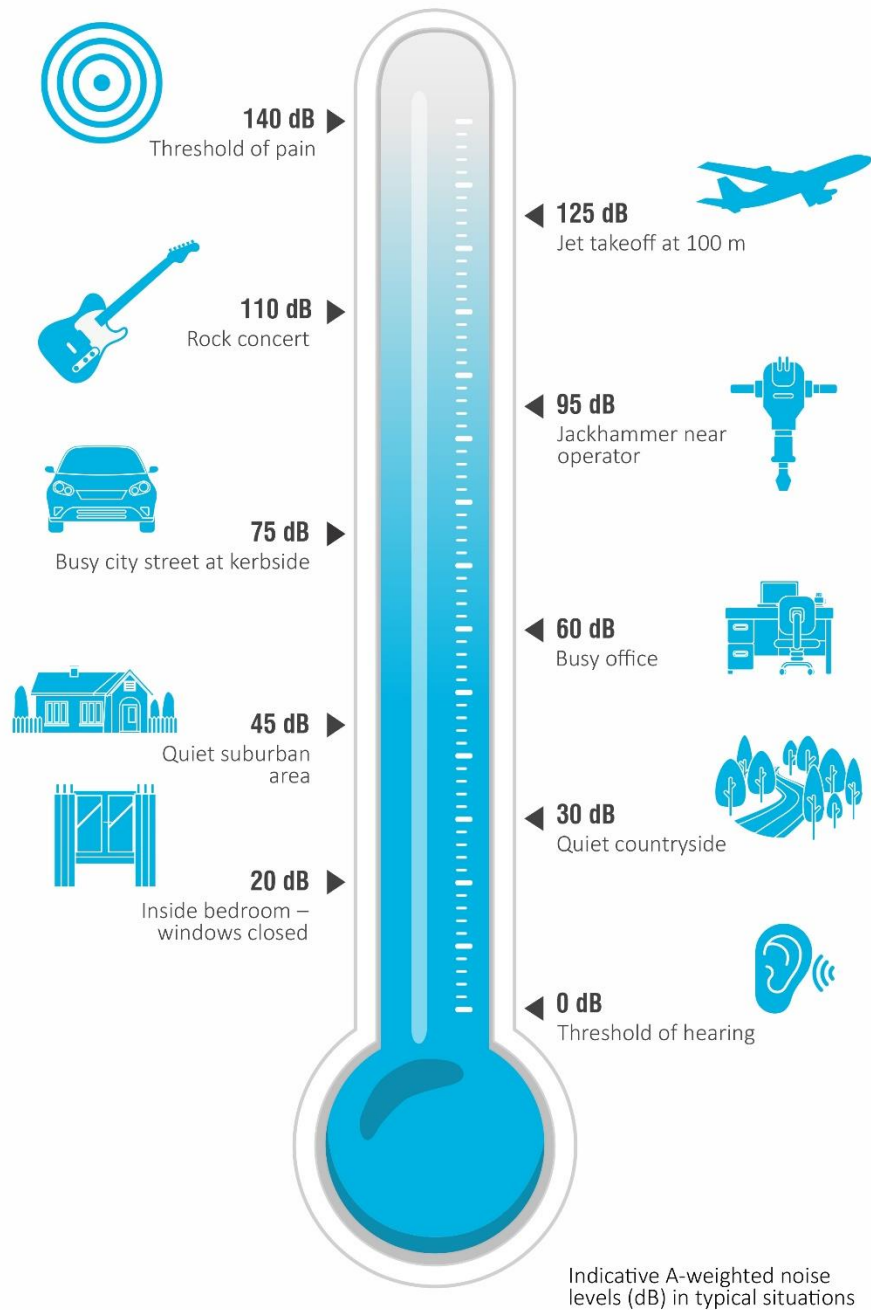 140 dB
Threshold of pain
125 dB
Jet takeoff at 100 m
110 dB
Rock concert
95 dB
Jackhammer near
operator
75 dB
Busy city street at kerbside
60 dB
Busy office
45 dB
Quiet suburban
area
30 dB
Quiet countryside
20 dB
Inside bedroom –
windows closed
0 dB
Threshold of hearing
Indicative A-weighted noise
levels (dB) in typical situations